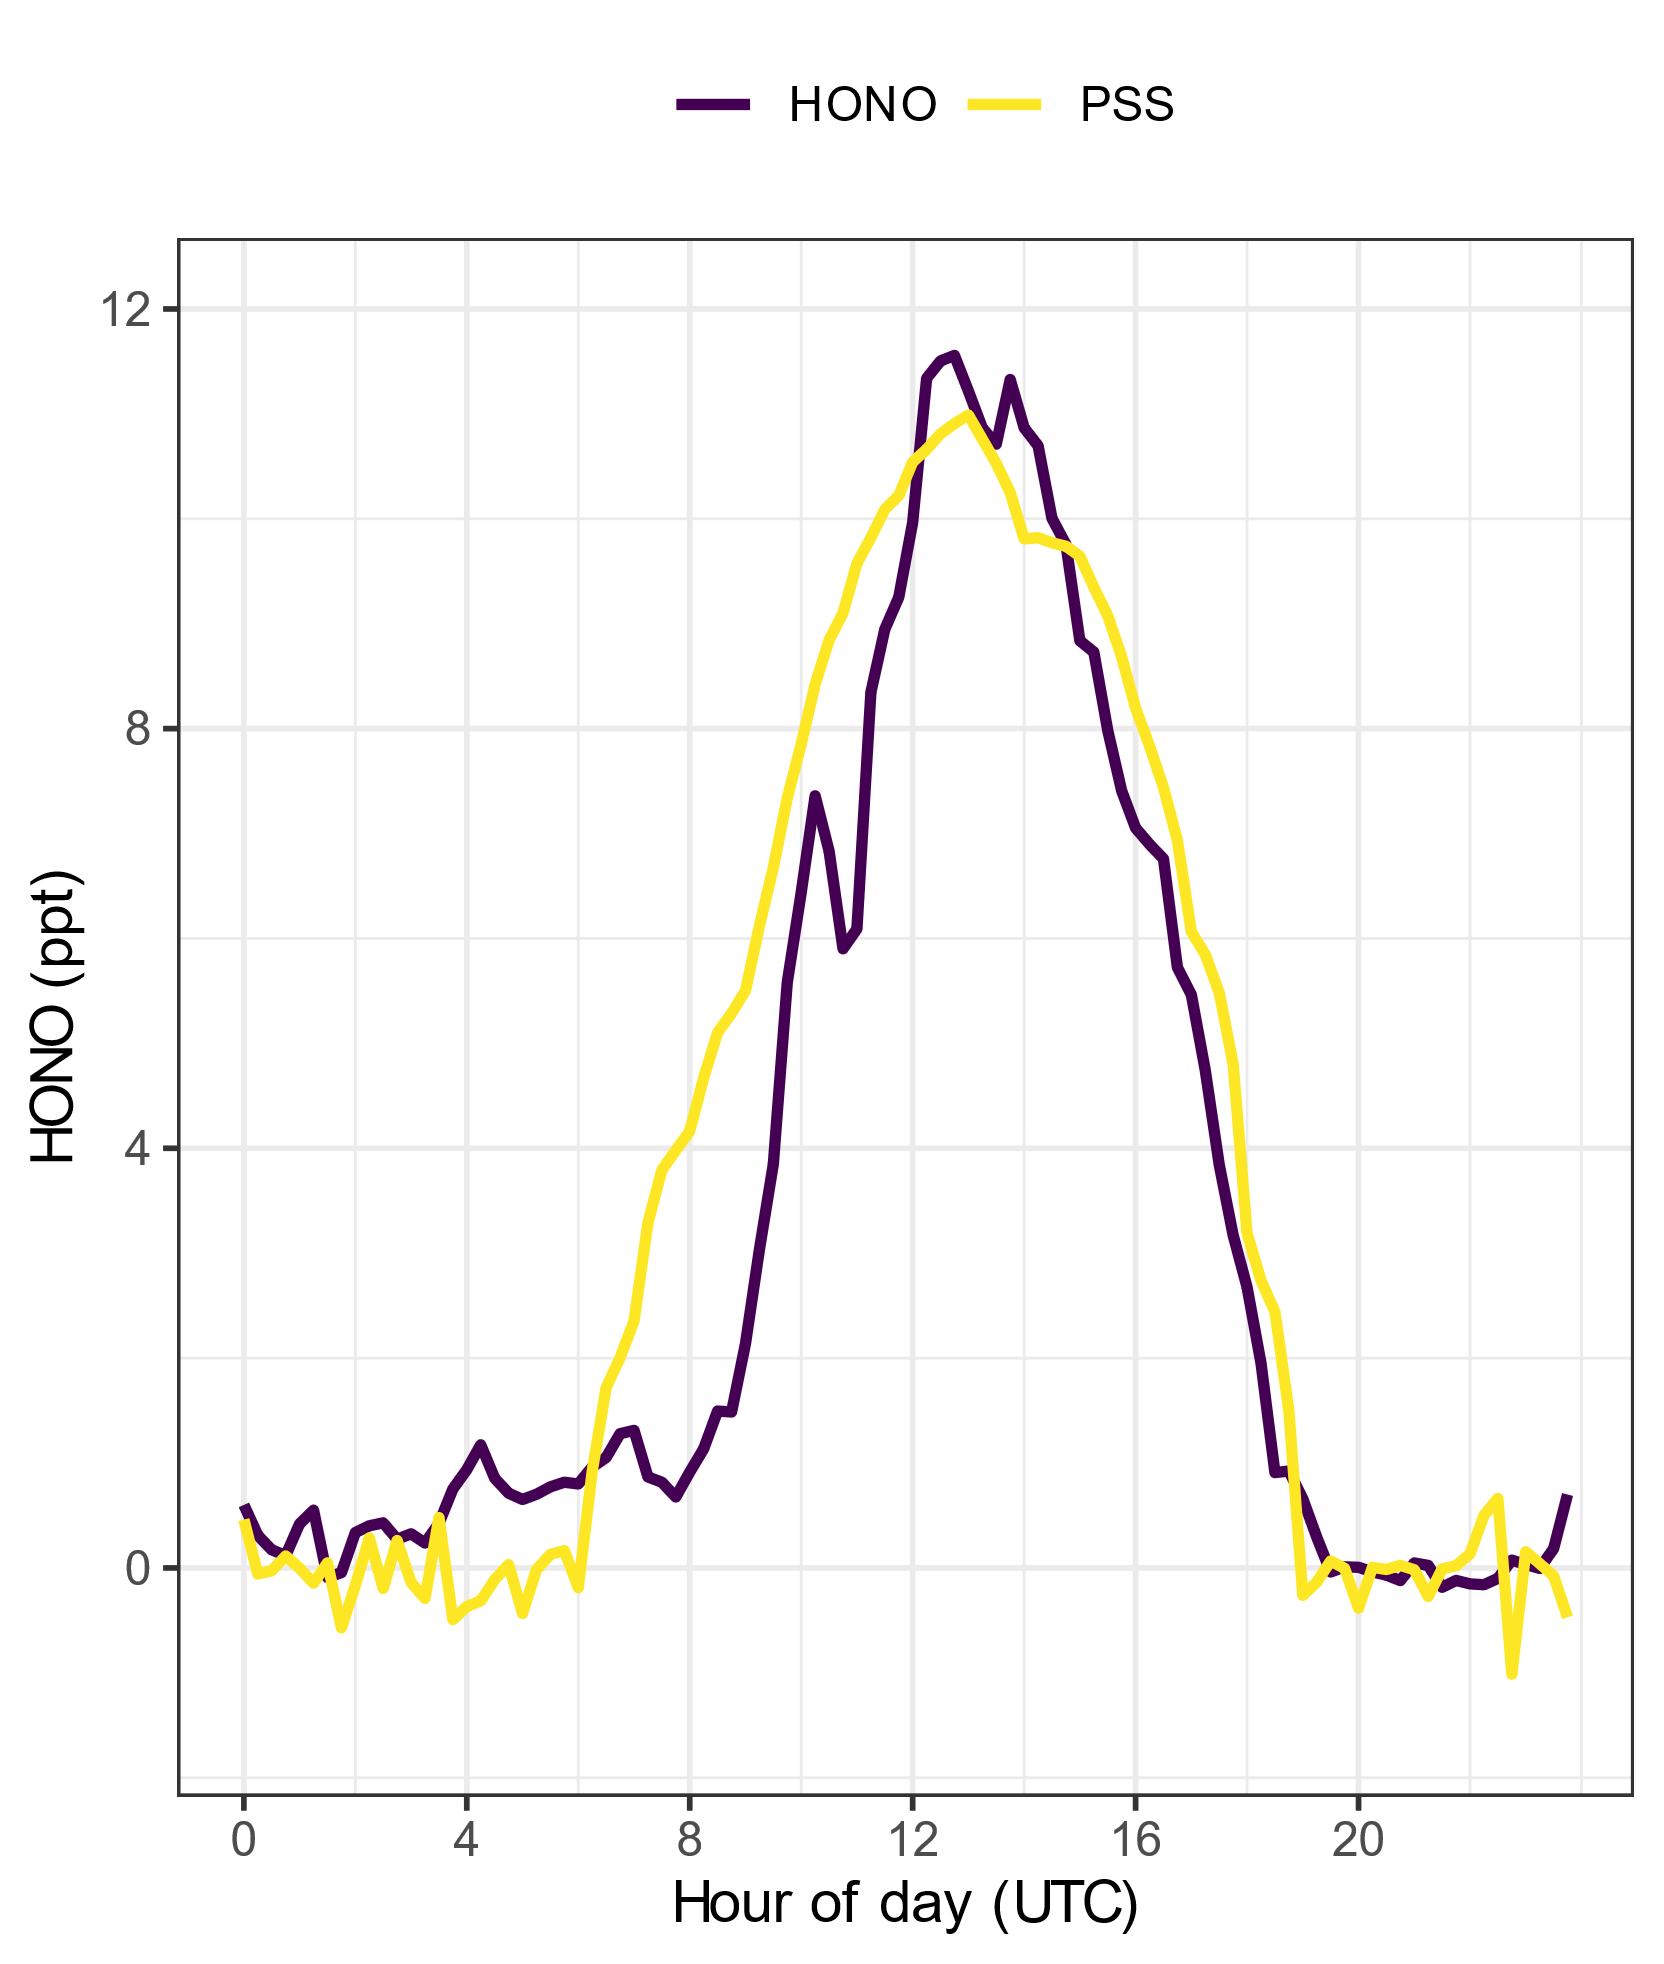 HONO PSS
12
8
4
0
HONO (ppt)
0 4 8 12 16 20
Hour of day (UTC)